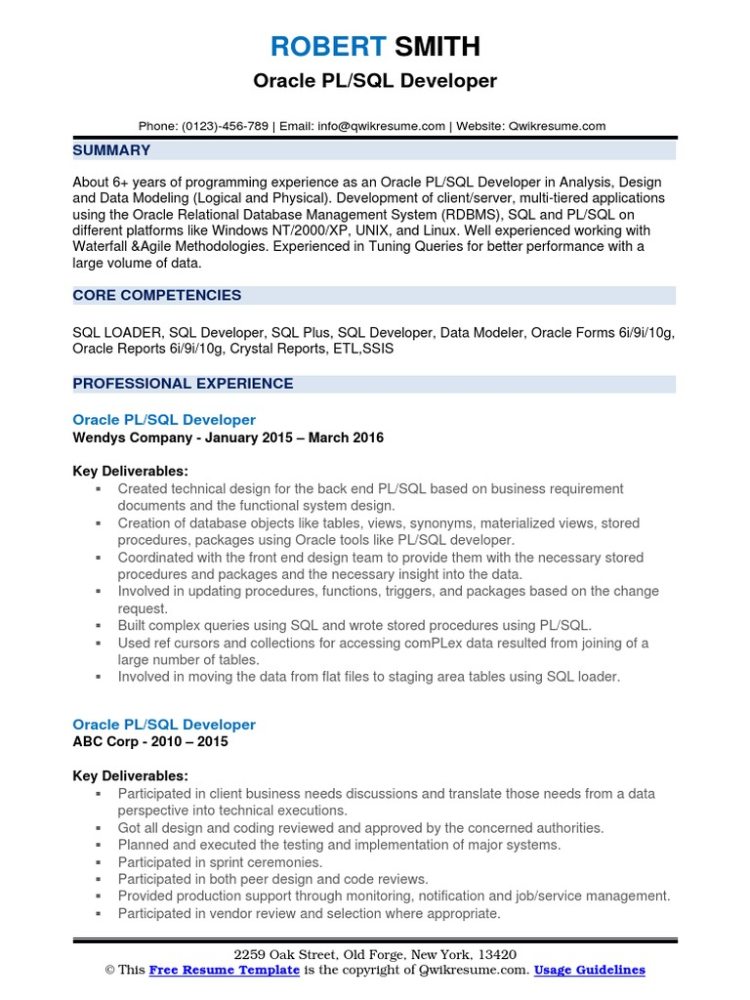 ROBERT SMITH
Oracle PL/SQL Developer
Phone: (0123)-456-789 | Email: info@qwikresume.com | Website: Qwikresume.com
SUMMARY
About 6+ years of programming experience as an Oracle PL/SQL Developer in Analysis, Design
and Data Modeling (Logical and Physical). Development of client/server, multi-tiered applications
using the Oracle Relational Database Management System (RDBMS), SQL and PL/SQL on
different platforms like Windows NT/2000/XP, UNIX, and Linux. Well experienced working with
Waterfall &Agile Methodologies. Experienced in Tuning Queries for better performance with a
large volume of data.
CORE COMPETENCIES
SQL LOADER, SQL Developer, SQL Plus, SQL Developer, Data Modeler, Oracle Forms 6i/9i/10g,
Oracle Reports 6i/9i/10g, Crystal Reports, ETL,SSIS
PROFESSIONAL EXPERIENCE
Oracle PL/SQL Developer
Wendys Company - January 2015 – March 2016
Key Deliverables:
▪ Created technical design for the back end PL/SQL based on business requirement
documents and the functional system design.
▪ Creation of database objects like tables, views, synonyms, materialized views, stored
procedures, packages using Oracle tools like PL/SQL developer.
▪ Coordinated with the front end design team to provide them with the necessary stored
procedures and packages and the necessary insight into the data.
▪ Involved in updating procedures, functions, triggers, and packages based on the change
request.
▪ Built complex queries using SQL and wrote stored procedures using PL/SQL.
▪ Used ref cursors and collections for accessing comPLex data resulted from joining of a
large number of tables.
▪ Involved in moving the data from flat files to staging area tables using SQL loader.
Oracle PL/SQL Developer
ABC Corp - 2010 – 2015
Key Deliverables:
▪ Participated in client business needs discussions and translate those needs from a data
perspective into technical executions.
▪ Got all design and coding reviewed and approved by the concerned authorities.
▪ Planned and executed the testing and implementation of major systems.
▪ Participated in sprint ceremonies.
▪ Participated in both peer design and code reviews.
▪ Provided production support through monitoring, notification and job/service management.
▪ Participated in vendor review and selection where appropriate.
2259 Oak Street, Old Forge, New York, 13420
© This Free Resume Template is the copyright of Qwikresume.com. Usage Guidelines